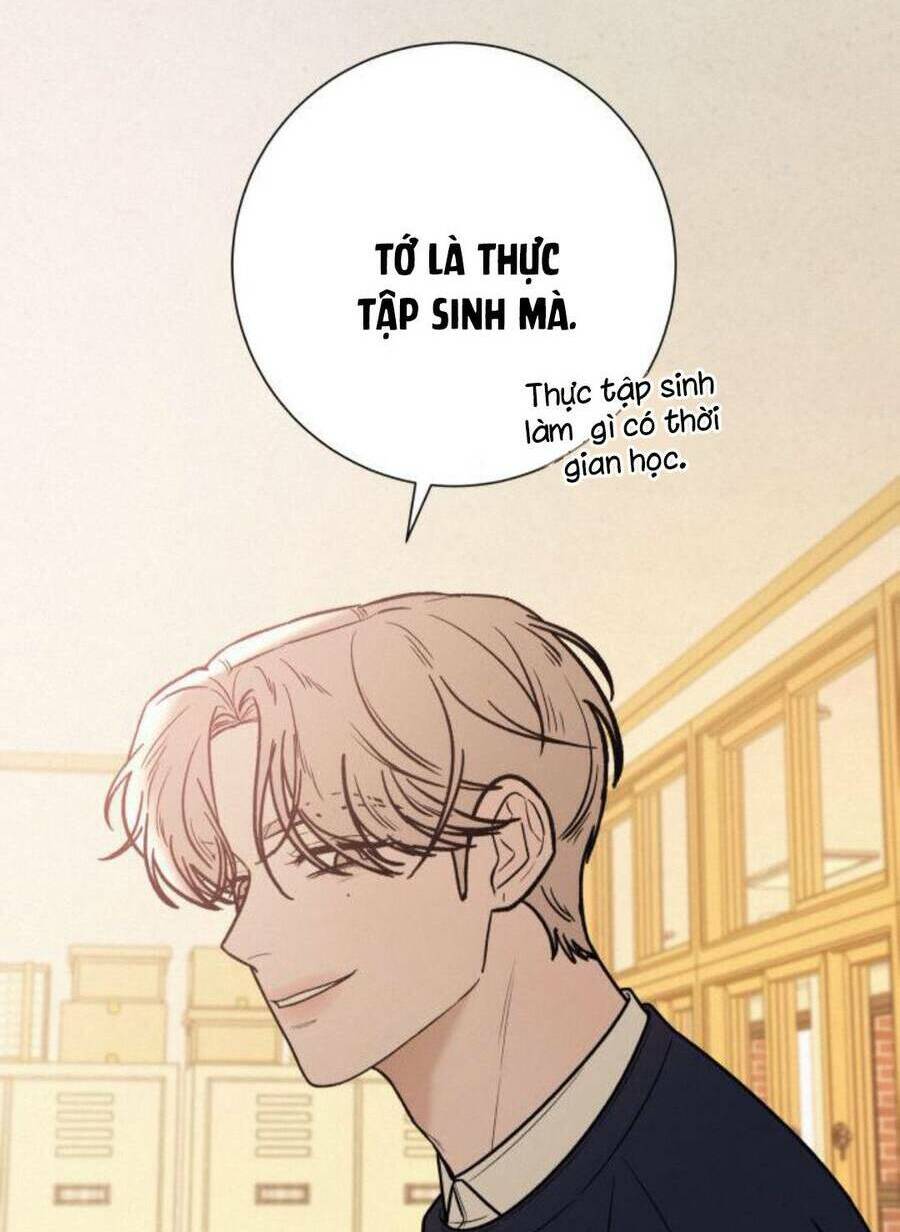 TỚ LÀ THỰC
TẬP SINH MÀ.
Thực tập sinh
làm gì có thời
gian học.